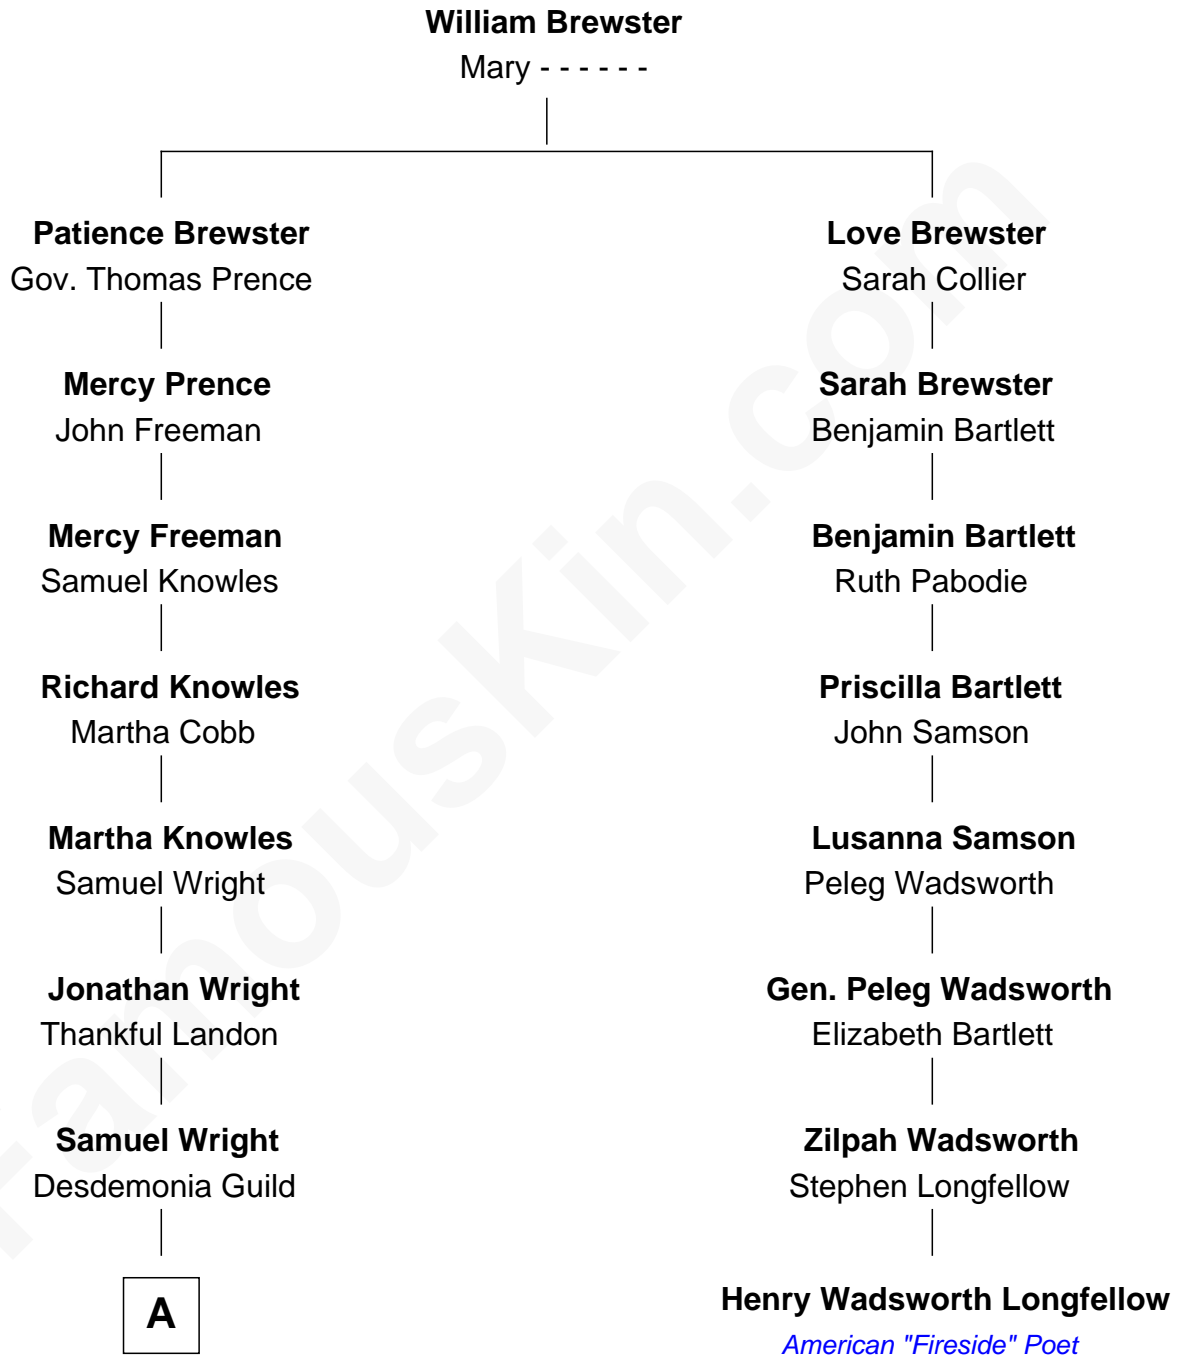 William Brewster
Mary - - - - - -
Patience Brewster
Gov. Thomas Prence
Love Brewster
Sarah Collier
Mercy Prence
John Freeman
Sarah Brewster
Benjamin Bartlett
Mercy Freeman
Samuel Knowles
Benjamin Bartlett
Ruth Pabodie
Richard Knowles
Martha Cobb
Priscilla Bartlett
John Samson
Martha Knowles
Samuel Wright
Lusanna Samson
Peleg Wadsworth
Jonathan Wright
Thankful Landon
Gen. Peleg Wadsworth
Elizabeth Bartlett
Samuel Wright
Desdemonia Guild
Zilpah Wadsworth
Stephen Longfellow
A
Henry Wadsworth Longfellow
American "Fireside" Poet
FamousKin.com